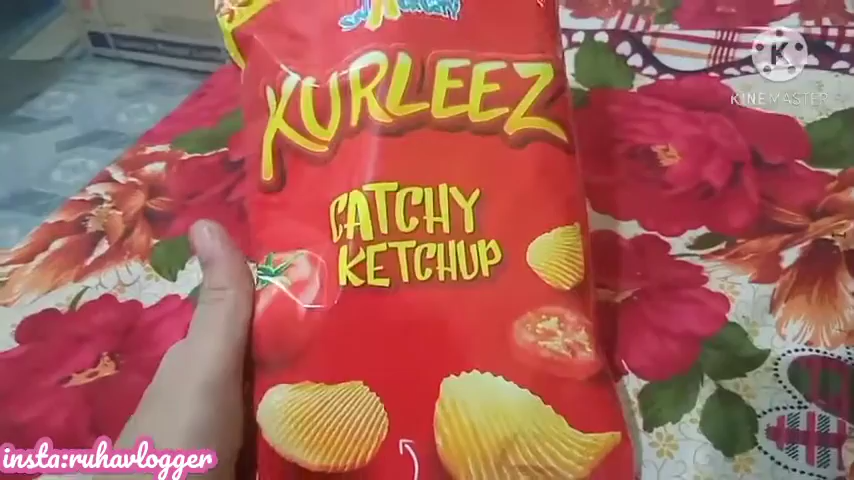 KURLEEZ
CATCHY
KETCHUP
K
KINEMASTER
insta:ruhavlogger